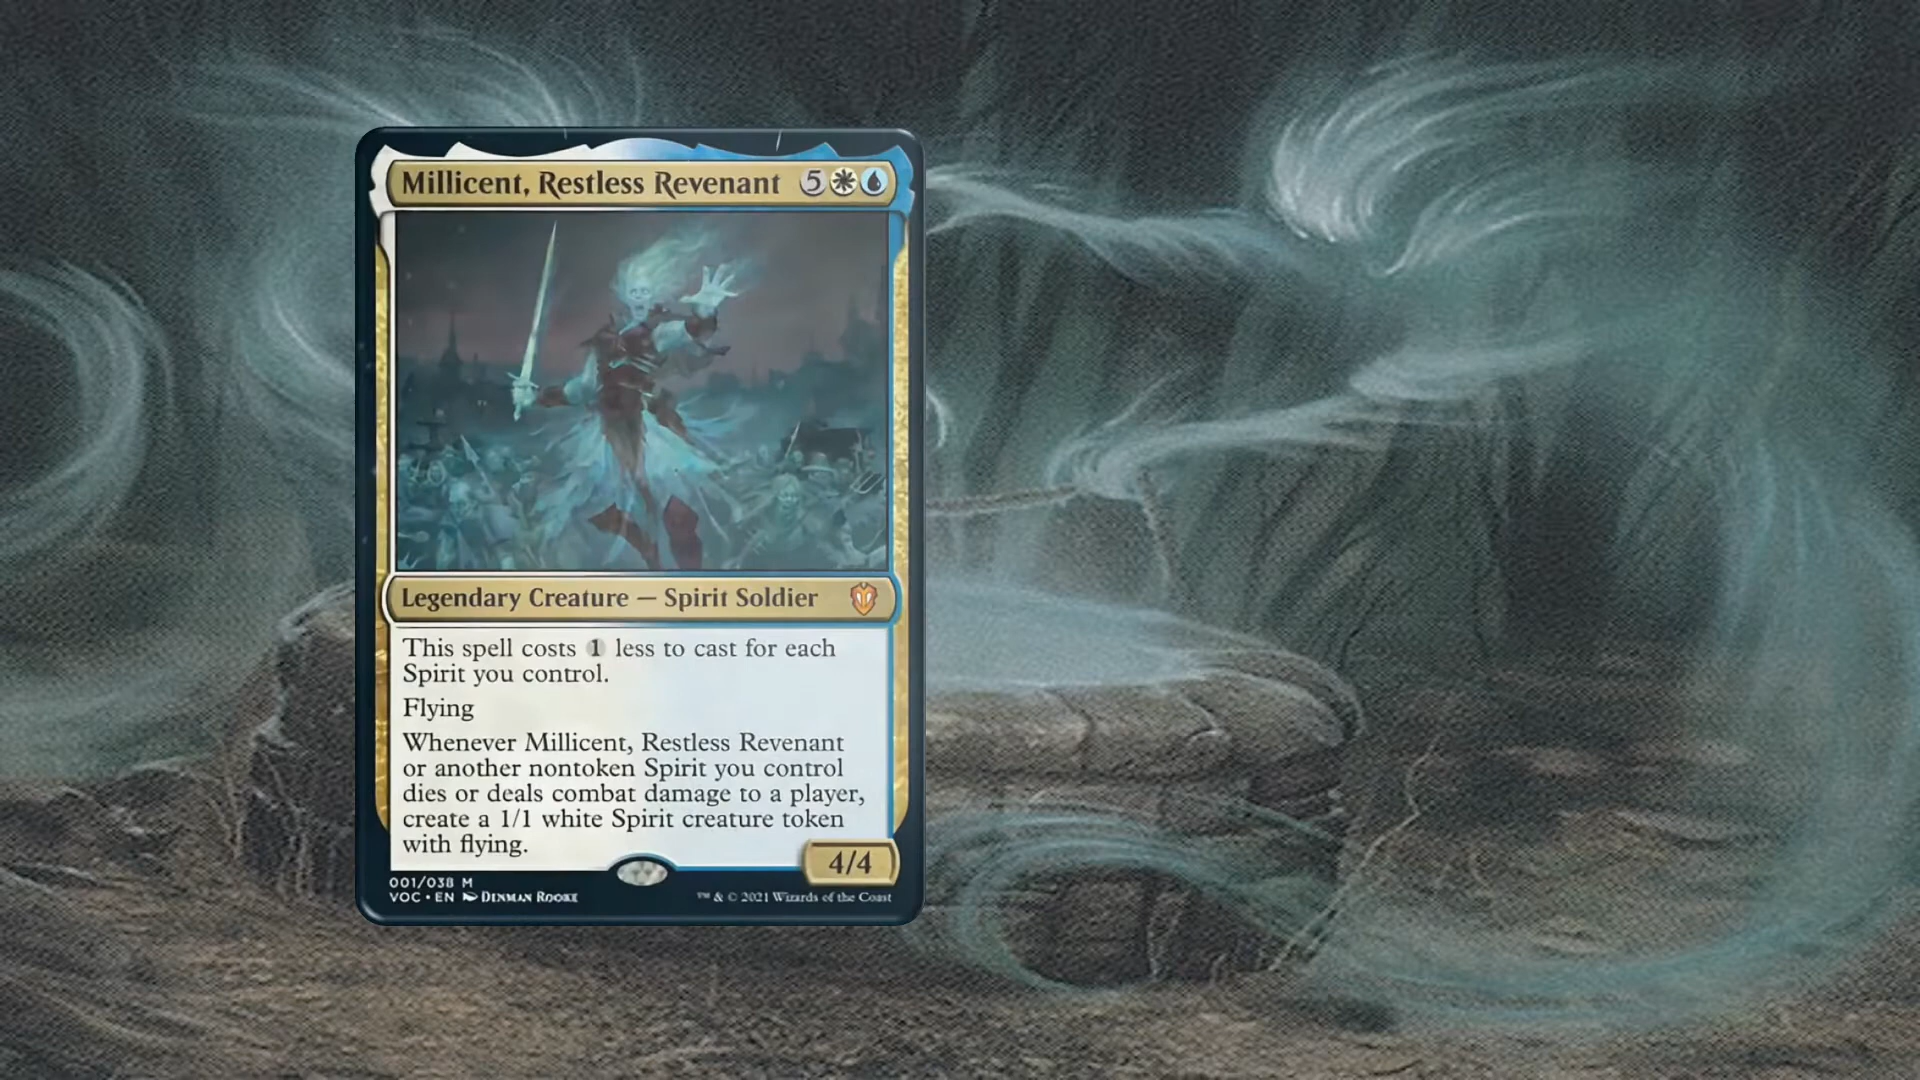 Millicent, Restless Revenant 5
Legendary Creature — Spirit Soldier
This spell costs 1 less to cast for each
Spirit you control.
Flying
Whenever Millicent, Restless Revenant
or another nontoken Spirit you control
dies or deals combat damage to a player,
create a 1/1 white Spirit creature token
with flying.
4/4
001/038 M
VOC • EN DINMAN ROOKE
™ & © 2021 Wizards of the Coast